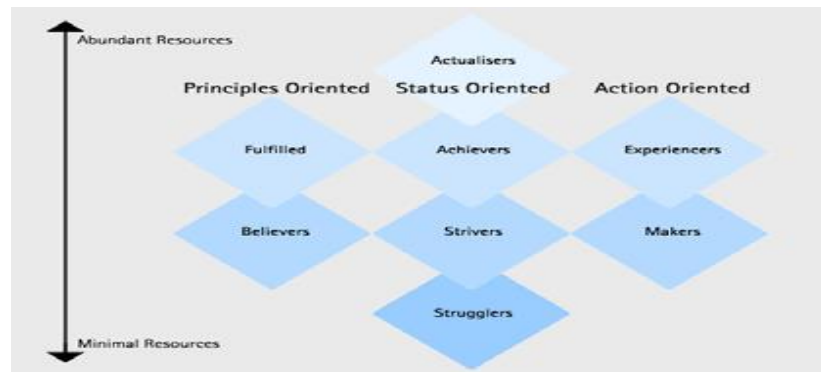 Abundant Resources
Actualisers
Principles Oriented Status Oriented Action Oriented
Fulfilled Achievers Experiencers
Believers Strivers Makers
Strugglers
Minimal Resources